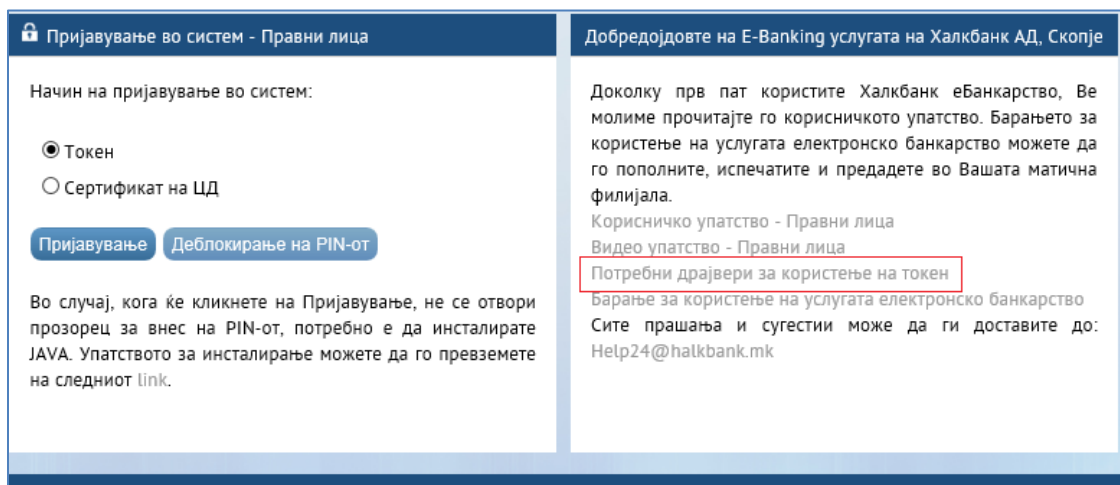 Пријавување во систем - Правни лица
Начин на пријавување во систем:
Токен
Сертификат на ЦД
Пријавување
Деблокирање на PIN-от
Во случај, кога ќе кликнете на Пријавување, не се отвори
прозорец за внес на PIN-от, потребно е да инсталирате
JAVA. Упатството за инсталирање можете да го превземете
на следниот link.
Добредојдовте на E-Banking услугата на Халкбанк АД, Скопје
Доколку прв пат користите Халкбанк еБанкарство, Ве
молиме прочитајте го корисничкото упатство. Барањето за
користење на услугата електронско банкарство можете да
го пополните, испечатите и предадете во Вашата матична
филијала.
Корисничко упатство - Правни лица
Видео упатство - Правни лица
Потребни драјвери за користење на токен
Барање за користење на услугата електронско банкарство
Сите прашања и сугестии може да ги доставите до:
Help24@halkbank.mk